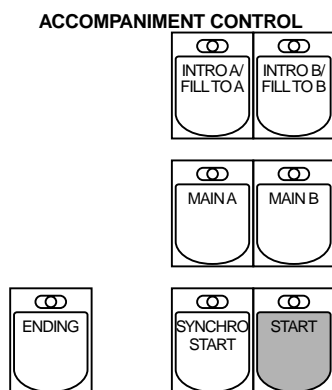 ACCOMPANIMENT CONTROL
INTRO A/ INTRO B/
FILL TO A FILL TO B
MAIN A MAIN B
ENDING SYNCHRO START
START